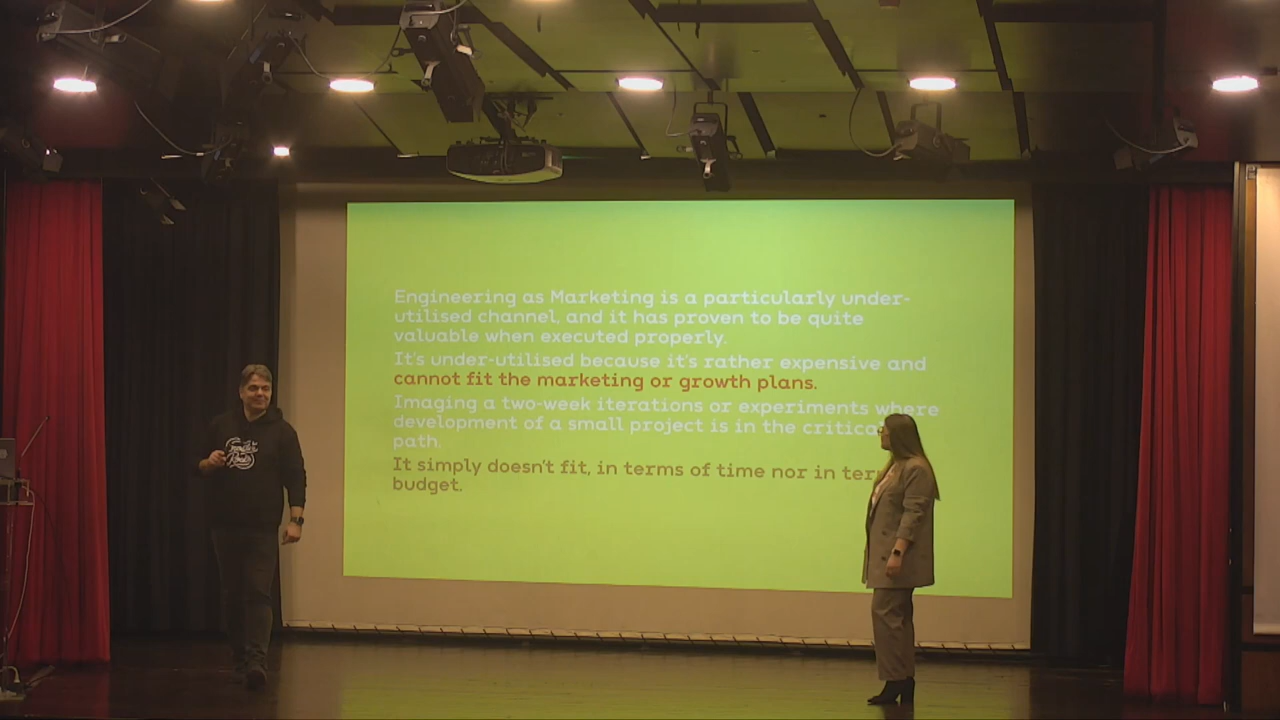 Engineering as Marketing is a particularly under-
utilised channel, and it has proven to be quite
valuable when executed properly.
It's under-utilised because it's rather expensive and
cannot fit the marketing or growth plans.
Imaging a two-week iterations or experiments where
development of a small project is in the critica
path.
It simply doesn't fit, in terms of time nor in ter
budget.